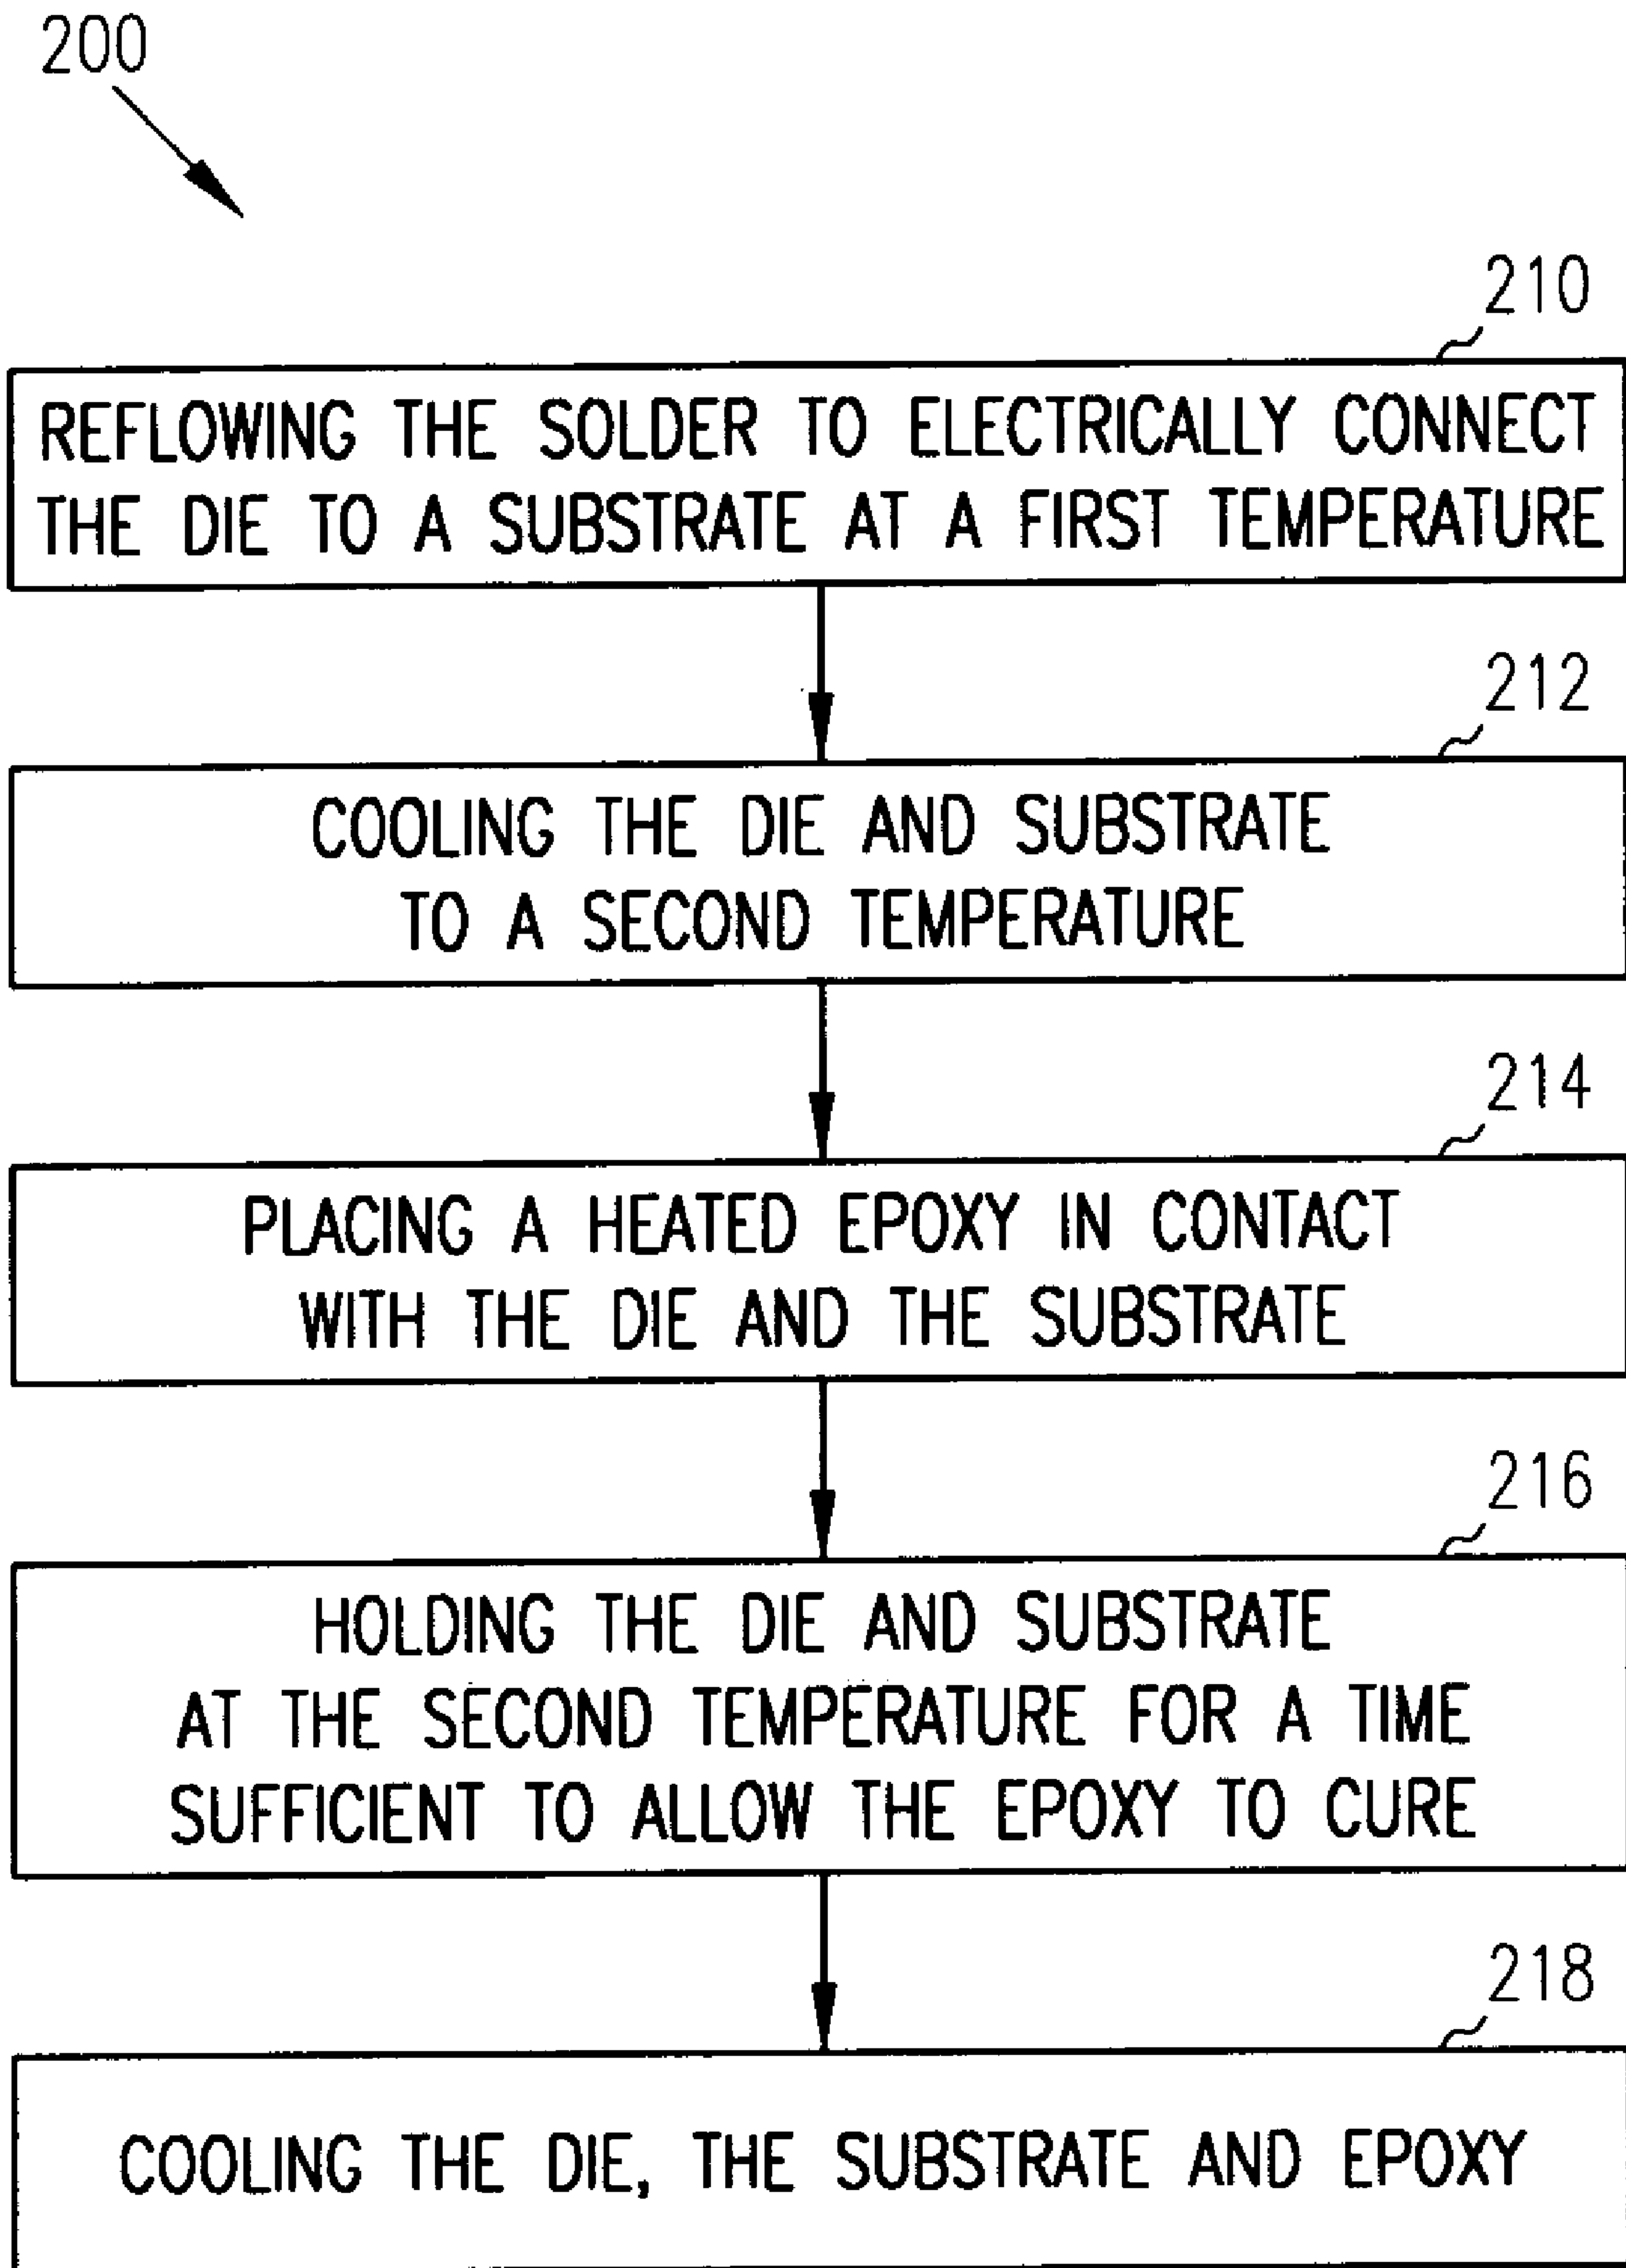 200
210
REFLOWING THE SOLDER TO ELECTRICALLY CONNECT
THE DIE TO A SUBSTRATE AT A FIRST TEMPERATURE
212
COOLING THE DIE AND SUBSTRATE
TO A SECOND TEMPERATURE
214
PLACING A HEATED EPOXY IN CONTACT
WITH THE DIE AND THE SUBSTRATE
216
HOLDING THE DIE AND SUBSTRATE
AT THE SECOND TEMPERATURE FOR A TIME
SUFFICIENT TO ALLOW THE EPOXY TO CURE
218
COOLING THE DIE, THE SUBSTRATE AND EPOXY